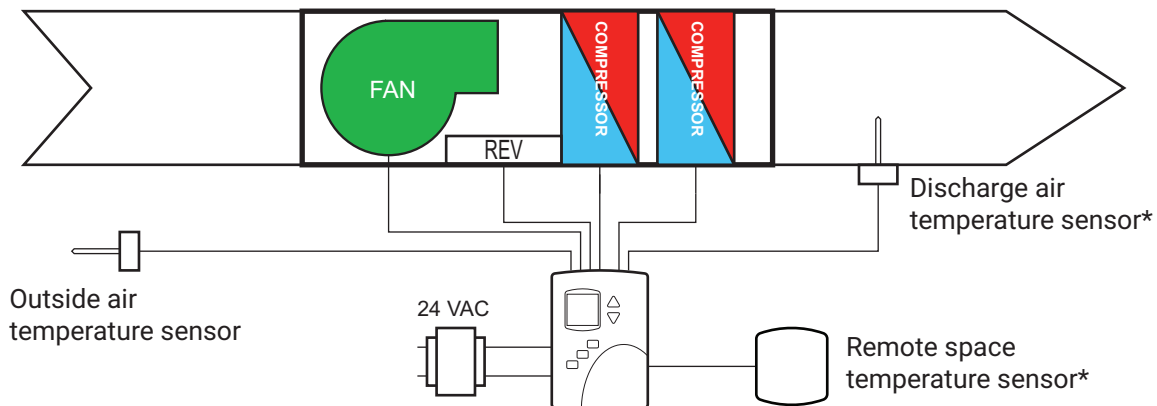 FAN
REV
COMPRESSOR
COMPRESSOR
Discharge air
temperature sensor*
Outside air
temperature sensor
24 VAC
Remote space
temperature sensor*